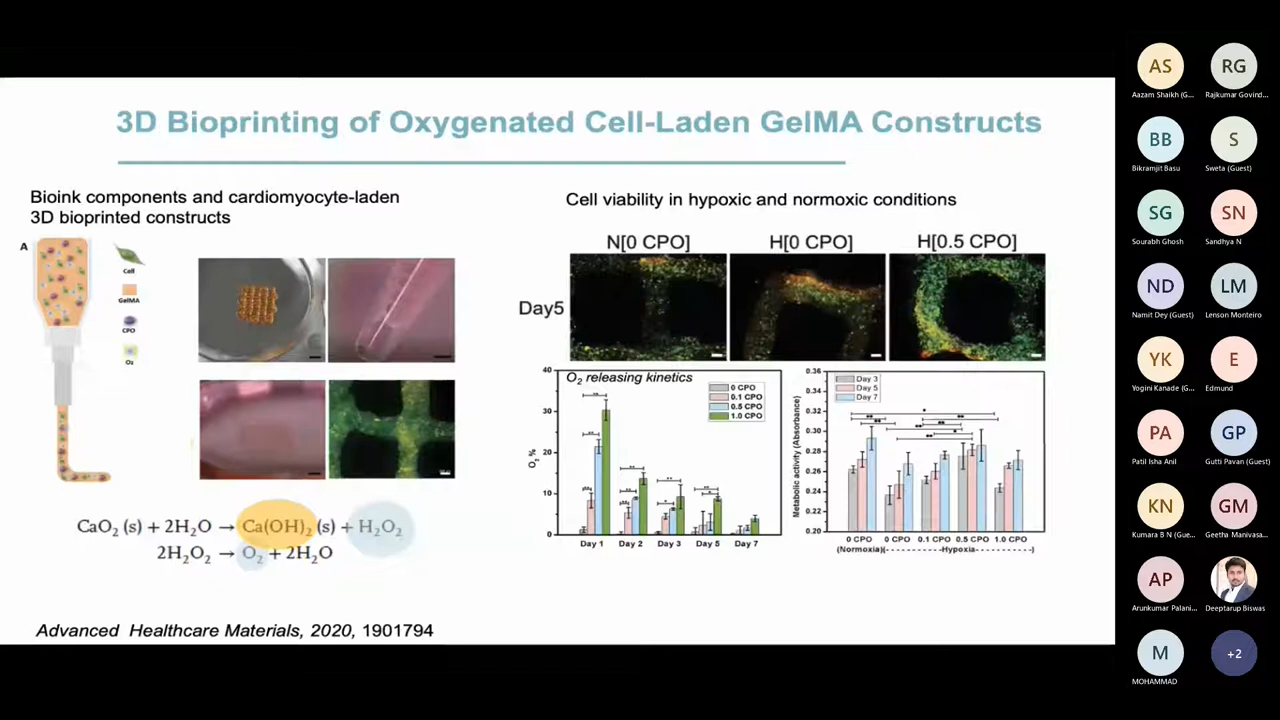 3D Bioprinting of Oxygenated Cell-Laden GelMA Constructs
Bioink components and cardiomyocyte-laden
3D bioprinted constructs
A
Cell
GelMA
CPO
O₂
CaO₂ (s) + 2H₂O → Ca(OH)₂ (s) + H₂O₂
2H₂O₂ → O₂ + 2H₂O
Advanced Healthcare Materials, 2020, 1901794
Cell viability in hypoxic and normoxic conditions
N[0 CPO]
H[0 CPO]
H[0.5 CPO]
Day5
O₂ releasing kinetics
0 CPO
0.1 CPO
0.5 CPO
1.0 CPO
O₂ %
40
30
20
10
0
Day 1
Day 2
Day 3
Day 5
Day 7
Day 3
Day 5
Day 7
Metabolic activity (Absorbance)
0.36
0.34
0.32
0.30
0.28
0.26
0.24
0.22
0.20
0 CPO
0 CPO
0.1 CPO
0.5 CPO
1.0 CPO
(Normoxia)(- - - - - - - - - -Hypoxia- - - - - - - - - - - -)
AS
Aazam Shaikh (G...
RG
Rajkumar Govind...
BB
Bikramjit Basu
S
Sweta (Guest)
SG
Sourabh Ghosh
SN
Sandhya N
ND
Namit Dey (Guest)
LM
Lenson Monteiro
YK
Yogini Kanade (G...
E
Edmund
PA
Patil Isha Anil
GP
Gutti Pavan (Guest)
KN
Kumara B N (Gue...
GM
Geetha Manivasa...
AP
Arunkumar Palani...
Deeptarup Biswas
M
MOHAMMAD
+2